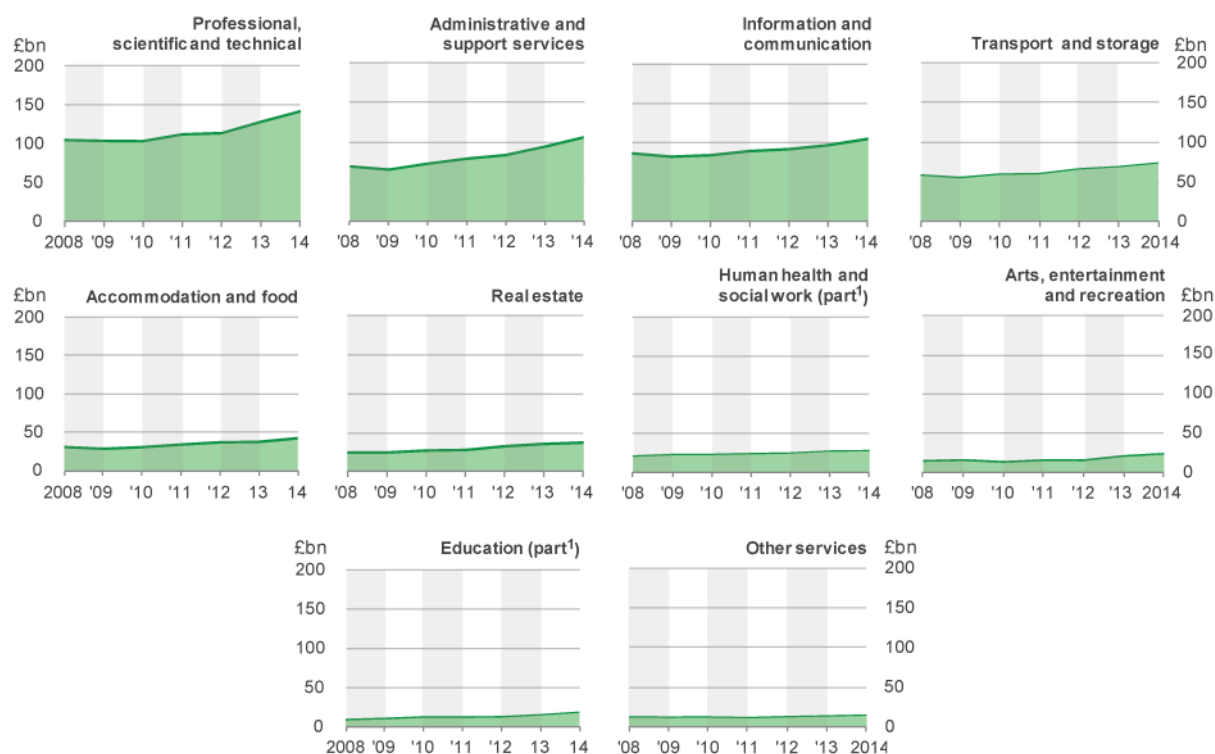 Professional,
scientific and technical
Administrative and
support services
Information and
communication
Transport and storage
£bn
£bn
200
150
100
50
0
200
150
100
50
0
2008 '09 '10 '11 '12 13 14
'08 '09 '10 '11 '12 '13 '14
'08 '09 '10 '11 '12 '13 '14
'08 '09 '10 '11 '12 '13 2014
£bn
Accommodation and food
Real estate
Human health and
social work (part¹)
Arts, entertainment
and recreation
£bn
200
150
100
50
0
200
150
100
50
0
2008 '09 '10 '11 '12 13 14
'08 '09 '10 '11 '12 '13 '14
'08 '09 '10 '11 '12 '13 '14
'08 '09 '10 '11 '12 '13 2014
£bn
Education (part¹)
Other services
£bn
200
150
100
50
0
200
150
100
50
0
2008 '09 '10 '11 '12 13 14
'08 '09 '10 '11 '12 '13 2014